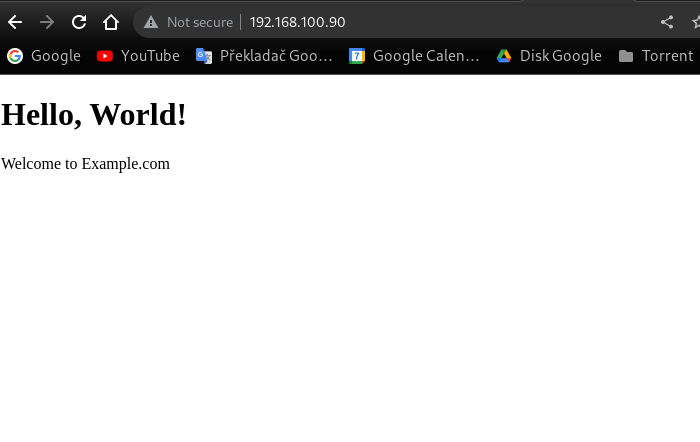 Not secure 192.168.100.90
Google YouTube Překladač Goo... Google Calen... Disk Google Torrent
Hello, World!
Welcome to Example.com